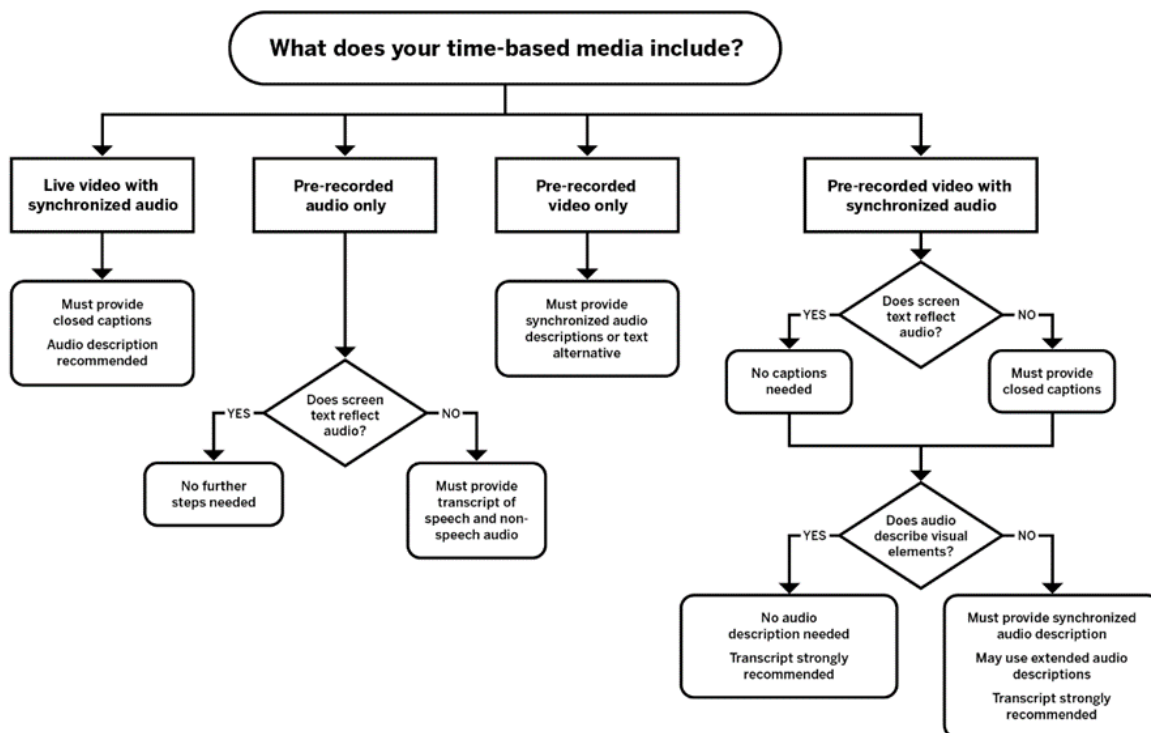 What does your time-based media include?
Live video with
synchronized audio
Pre-recorded
audio only
Pre-recorded
video only
Pre-recorded video with
synchronized audio
Must provide
closed captions
Audio description
recommended
Does screen
text reflect
audio?
YES
NO
No further
steps needed
Must provide
transcript of
speech and non-
speech audio
Must provide
synchronized audio
descriptions or text
alternative
Does screen
text reflect
audio?
YES
NO
No captions
needed
Must provide
closed captions
Does audio
describe visual
elements?
YES
NO
No audio
description needed
Transcript strongly
recommended
Must provide synchronized
audio description
May use extended audio
descriptions
Transcript strongly
recommended